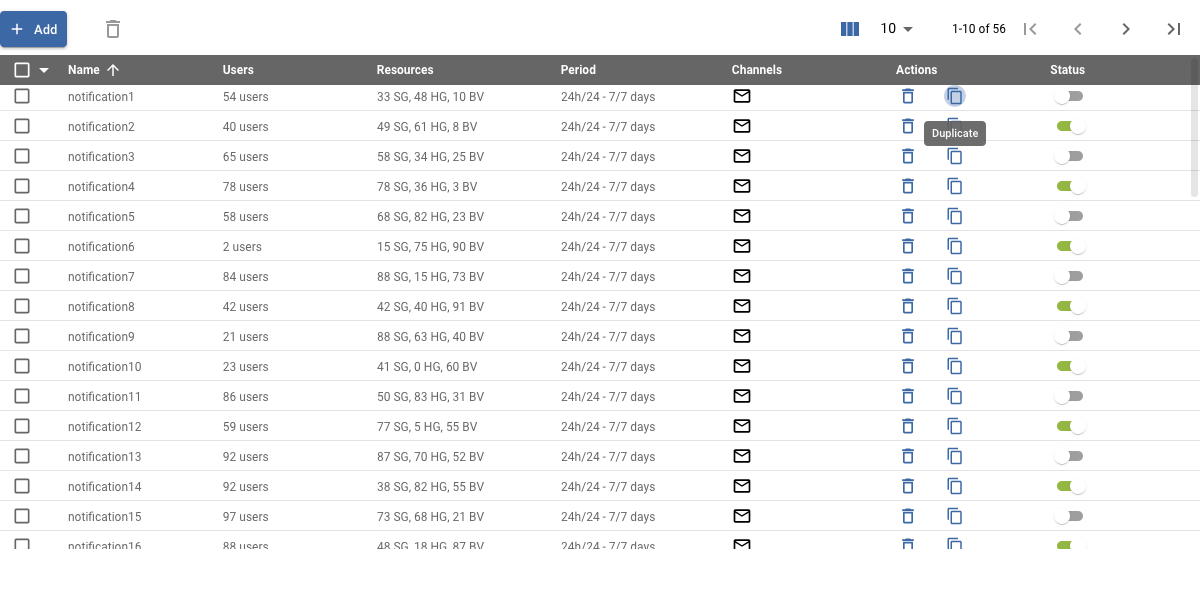 Add 10 1-10 of 56
Name Users Resources Period Channels Actions Status
notification1 54 users 33 SG, 48 HG, 10 BV 24h/24 - 7/7 days
notification2 40 users 49 SG, 61 HG, 8 BV 24h/24 - 7/7 days
Duplicate
notification3 65 users 58 SG, 34 HG, 25 BV 24h/24 - 7/7 days
notification4 78 users 78 SG, 36 HG, 3 BV 24h/24 - 7/7 days
notification5 58 users 68 SG, 82 HG, 23 BV 24h/24 - 7/7 days
notification6 2 users 15 SG, 75 HG, 90 BV 24h/24 - 7/7 days
notification7 84 users 88 SG, 15 HG, 73 BV 24h/24 - 7/7 days
notification8 42 users 42 SG, 40 HG, 91 BV 24h/24 - 7/7 days
notification9 21 users 88 SG, 63 HG, 40 BV 24h/24 - 7/7 days
notification10 23 users 41 SG, 0 HG, 60 BV 24h/24 - 7/7 days
notification11 86 users 50 SG, 83 HG, 31 BV 24h/24 - 7/7 days
notification12 59 users 77 SG, 5 HG, 55 BV 24h/24 - 7/7 days
notification13 92 users 87 SG, 70 HG, 52 BV 24h/24 - 7/7 days
notification14 92 users 38 SG, 82 HG, 55 BV 24h/24 - 7/7 days
notification15 97 users 73 SG, 68 HG, 21 BV 24h/24 - 7/7 days
notification16 88 users 48 SG, 18 HG, 87 BV 24h/24 - 7/7 days